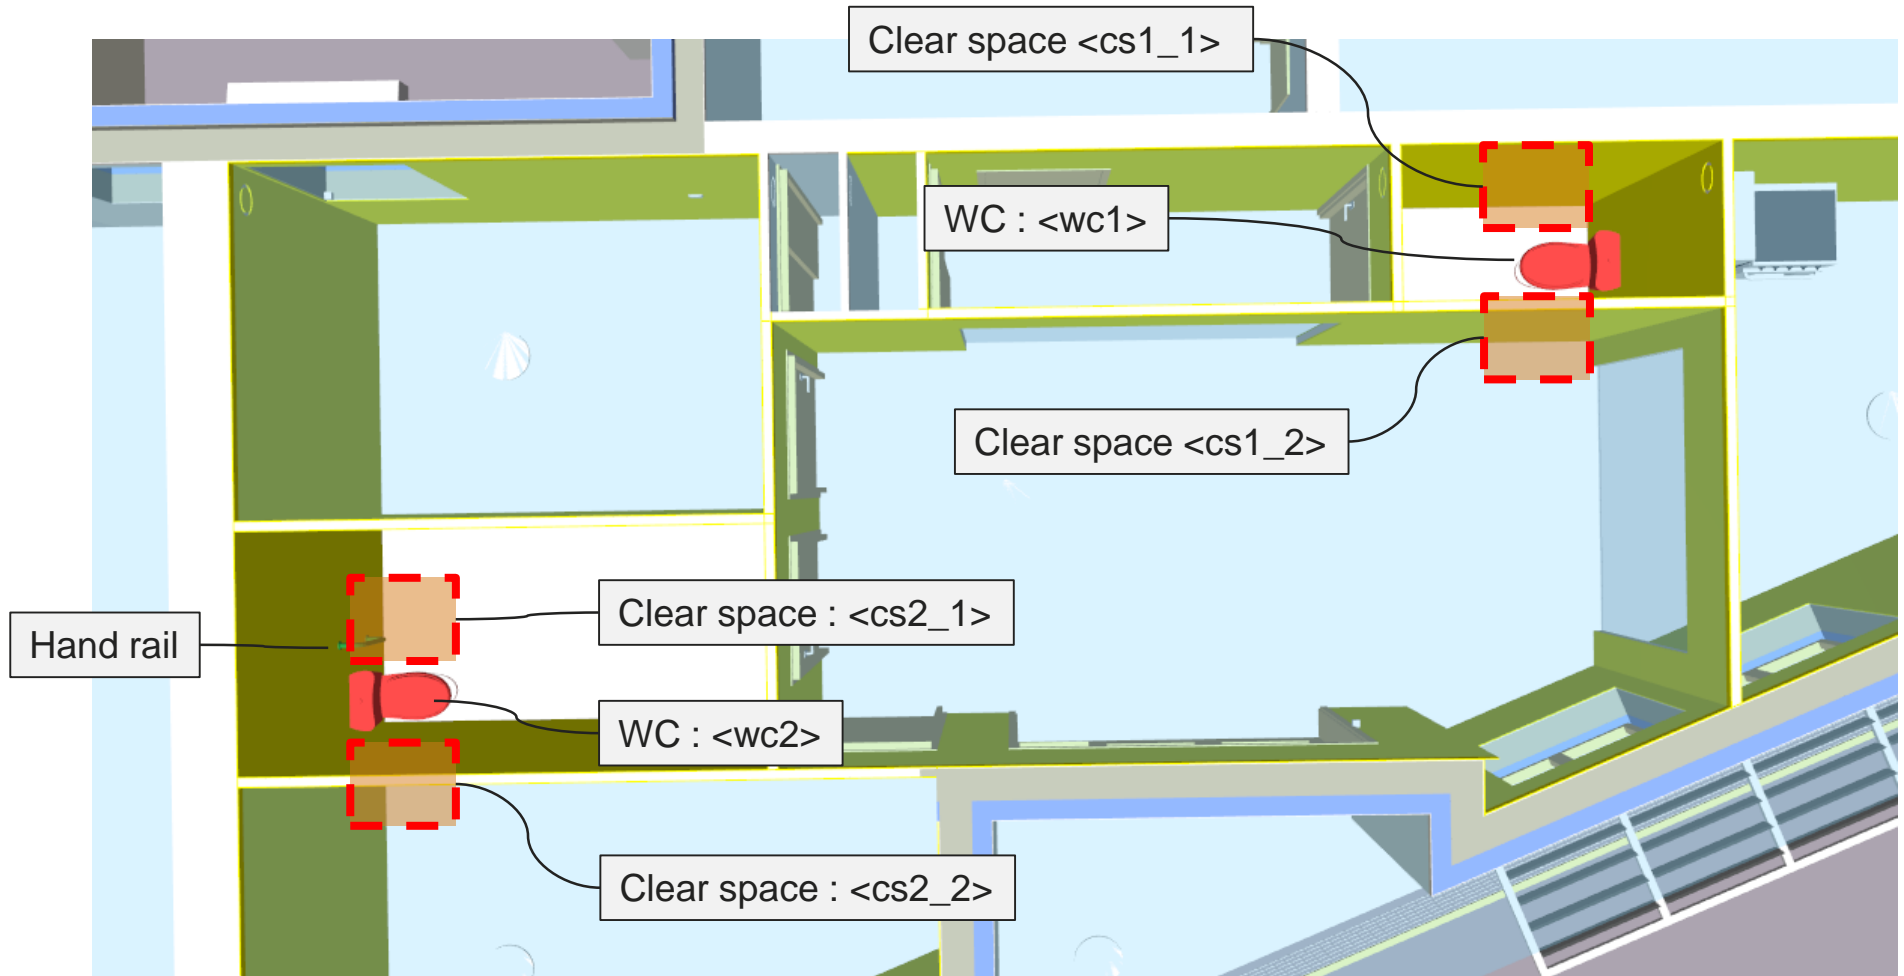 Clear space <cs1_1>
WC : <wc1>
Clear space <cs1_2>
Clear space : <cs2_1>
Hand rail
WC : <wc2>
Clear space : <cs2_2>